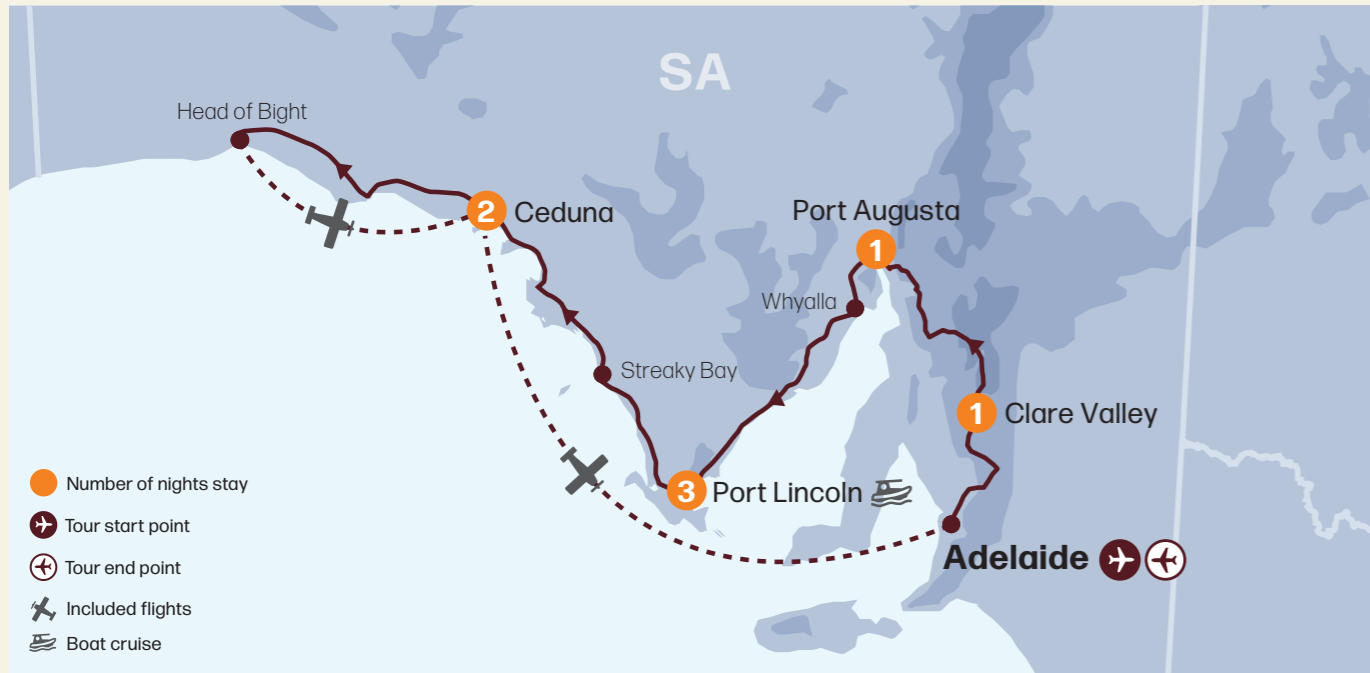 SA
Head of Bight
2 Ceduna
Port Augusta
1
Whyalla
Streaky Bay
1 Clare Valley
3 Port Lincoln
Adelaide
Number of nights stay
Tour start point
Tour end point
Included flights
Boat cruise